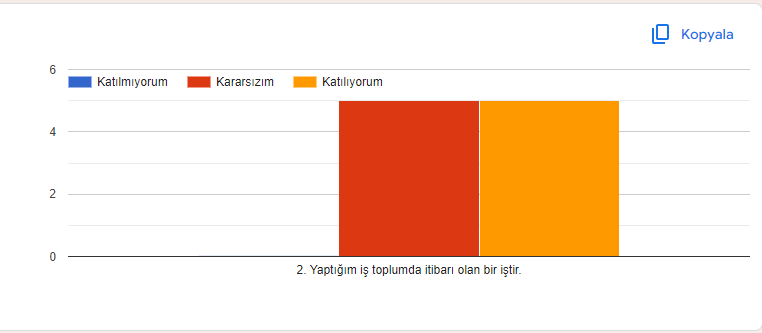 Kopyala
6
Katılmıyorum Kararsızım Katılıyorum
4
2
0
2. Yaptığım iş toplumda itibarı olan bir iştir.